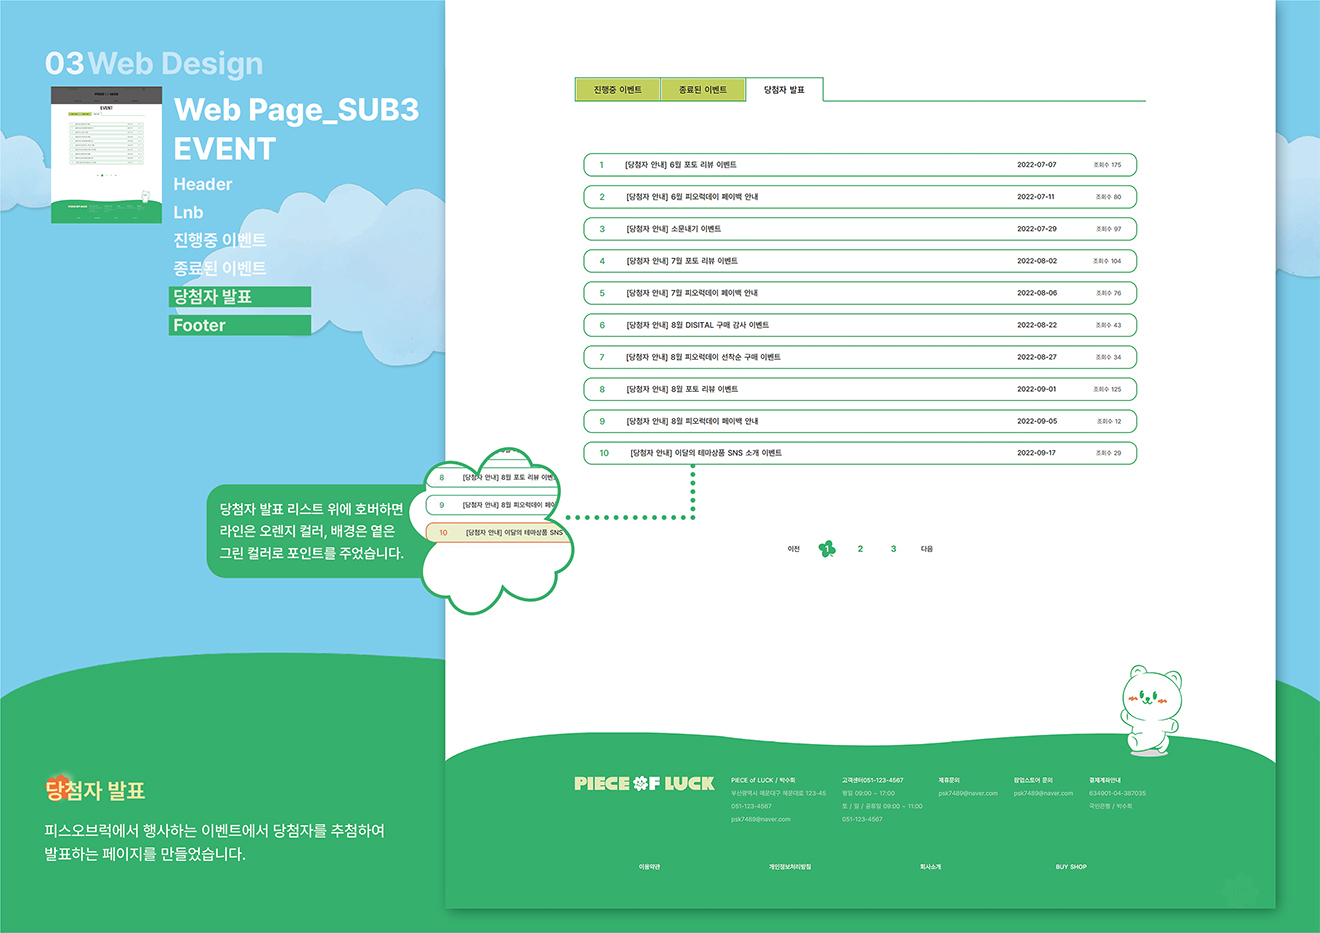 03 Web Design
Web Page_SUB3
EVENT
Header
Lnb
진행중 이벤트
종료된 이벤트
당첨자 발표
Footer
EVENT
진행중 이벤트 종료된 이벤트 당첨자 발표
1 [당첨자 안내] 6월 포토 리뷰 이벤트 2022-07-07 조회수 175
2 [당첨자 안내] 6월 피오럭데이 페이백 안내 2022-07-11 조회수 80
3 [당첨자 안내] 소문내기 이벤트 2022-07-29 조회수 97
4 [당첨자 안내] 7월 포토 리뷰 이벤트 2022-08-02 조회수 104
5 [당첨자 안내] 7월 피오럭데이 페이백 안내 2022-08-06 조회수 76
6 [당첨자 안내] 8월 DISITAL 구매 감사 이벤트 2022-08-22 조회수 43
7 [당첨자 안내] 8월 피오럭데이 선착순 구매 이벤트 2022-08-27 조회수 34
8 [당첨자 안내] 8월 포토 리뷰 이벤트 2022-09-01 조회수 125
9 [당첨자 안내] 8월 피오럭데이 페이백 안내 2022-09-05 조회수 12
10 [당첨자 안내] 이달의 테마상품 SNS 소개 이벤트 2022-09-17 조회수 29
당첨자 발표 리스트 위에 호버하면
라인은 오렌지 컬러, 배경은 옅은
그린 컬러로 포인트를 주었습니다.
8 [당첨자 안내] 8월 포토 리뷰 이벤
9 [당첨자 안내] 8월 피오럭데이 페이
10 [당첨자 안내] 이달의 테마상품 SNS
이전 1 2 3 다음
당첨자 발표
피스오브럭에서 행사하는 이벤트에서 당첨자를 추첨하여
발표하는 페이지를 만들었습니다.
PIECE OF LUCK
PIECE of LUCK / 박수희
부산광역시 해운대구 해운대로 123-45
051-123-4567
psk7489@naver.com
고객센터051-123-4567
평일 09:00 ~ 17:00
토 / 일 / 공휴일 09:00 ~ 11:00
051-123-4567
제휴문의
psk7489@naver.com
팝업스토어 문의
psk7489@naver.com
결제계좌안내
634901-04-387035
국민은행 / 박수희
이용약관 개인정보처리방침 회사소개 BUY SHOP